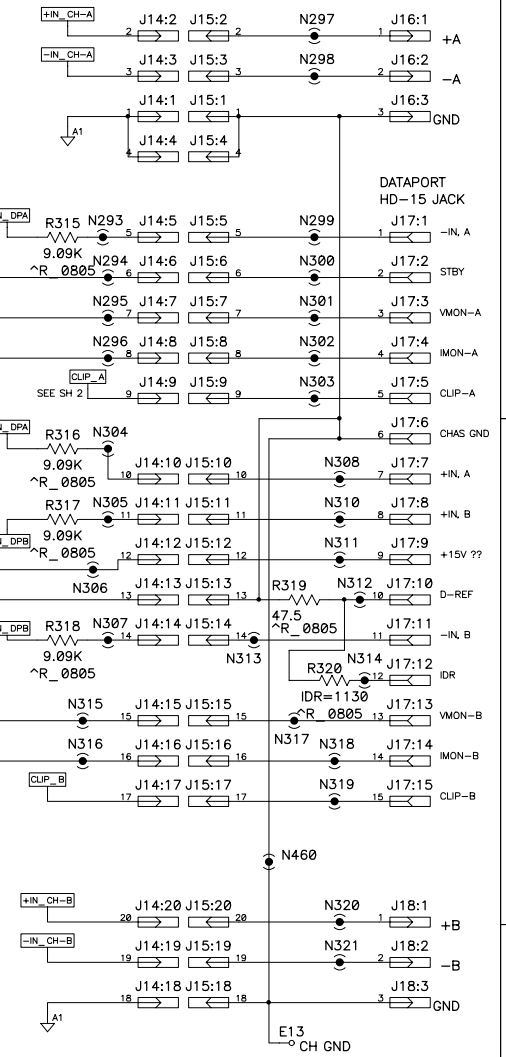 +IN_CH-A J14:2 J15:2 N297 J16:1
2 2 1 +A
-IN_CH-A J14:3 J15:3 N298 J16:2
3 3 2 -A
J14:1 J15:1 J16:3
1 1 3 GND
A1
J14:4 J15:4
4 4
DATAPORT
HD-15 JACK
N_DPA R315 N293 J14:5 J15:5 N299 J17:1 -IN, A
5 5 1
9.09K
^R_0805
N294 J14:6 J15:6 N300 J17:2 STBY
6 6 2
N295 J14:7 J15:7 N301 J17:3 VMON-A
7 7 3
N296 J14:8 J15:8 N302 J17:4 IMON-A
8 8 4
CLIP_A J14:9 J15:9 N303 J17:5 CLIP-A
SEE SH 2 9 9 5
J17:6 CHAS GND
6
N_DPA R316 N304
9.09K
^R_0805
J14:10 J15:10 N308 J17:7 +IN, A
10 10 7
R317 N305 J14:11 J15:11 N310 J17:8 +IN, B
11 11 8
9.09K
N_DPB ^R_0805
J14:12 J15:12 N311 J17:9 +15V ??
12 12 9
N306
J14:13 J15:13 R319 N312 J17:10 D-REF
13 13 10
47.5
^R_0805
N_DPB R318 N307 J14:14 J15:14 N313 J17:11 -IN, B
14 14 11
9.09K
^R_0805
R320 N314 J17:12 IDR
12
IDR=1130
^R_0805
N315 J14:15 J15:15 N317 J17:13 VMON-B
15 15 13
N316 J14:16 J15:16 N318 J17:14 IMON-B
16 16 14
CLIP_B J14:17 J15:17 N319 J17:15 CLIP-B
17 17 15
N460
+IN_CH-B J14:20 J15:20 N320 J18:1
20 20 1 +B
-IN_CH-B J14:19 J15:19 N321 J18:2
19 19 2 -B
J14:18 J15:18 J18:3
18 18 3 GND
A1
E13
CH GND